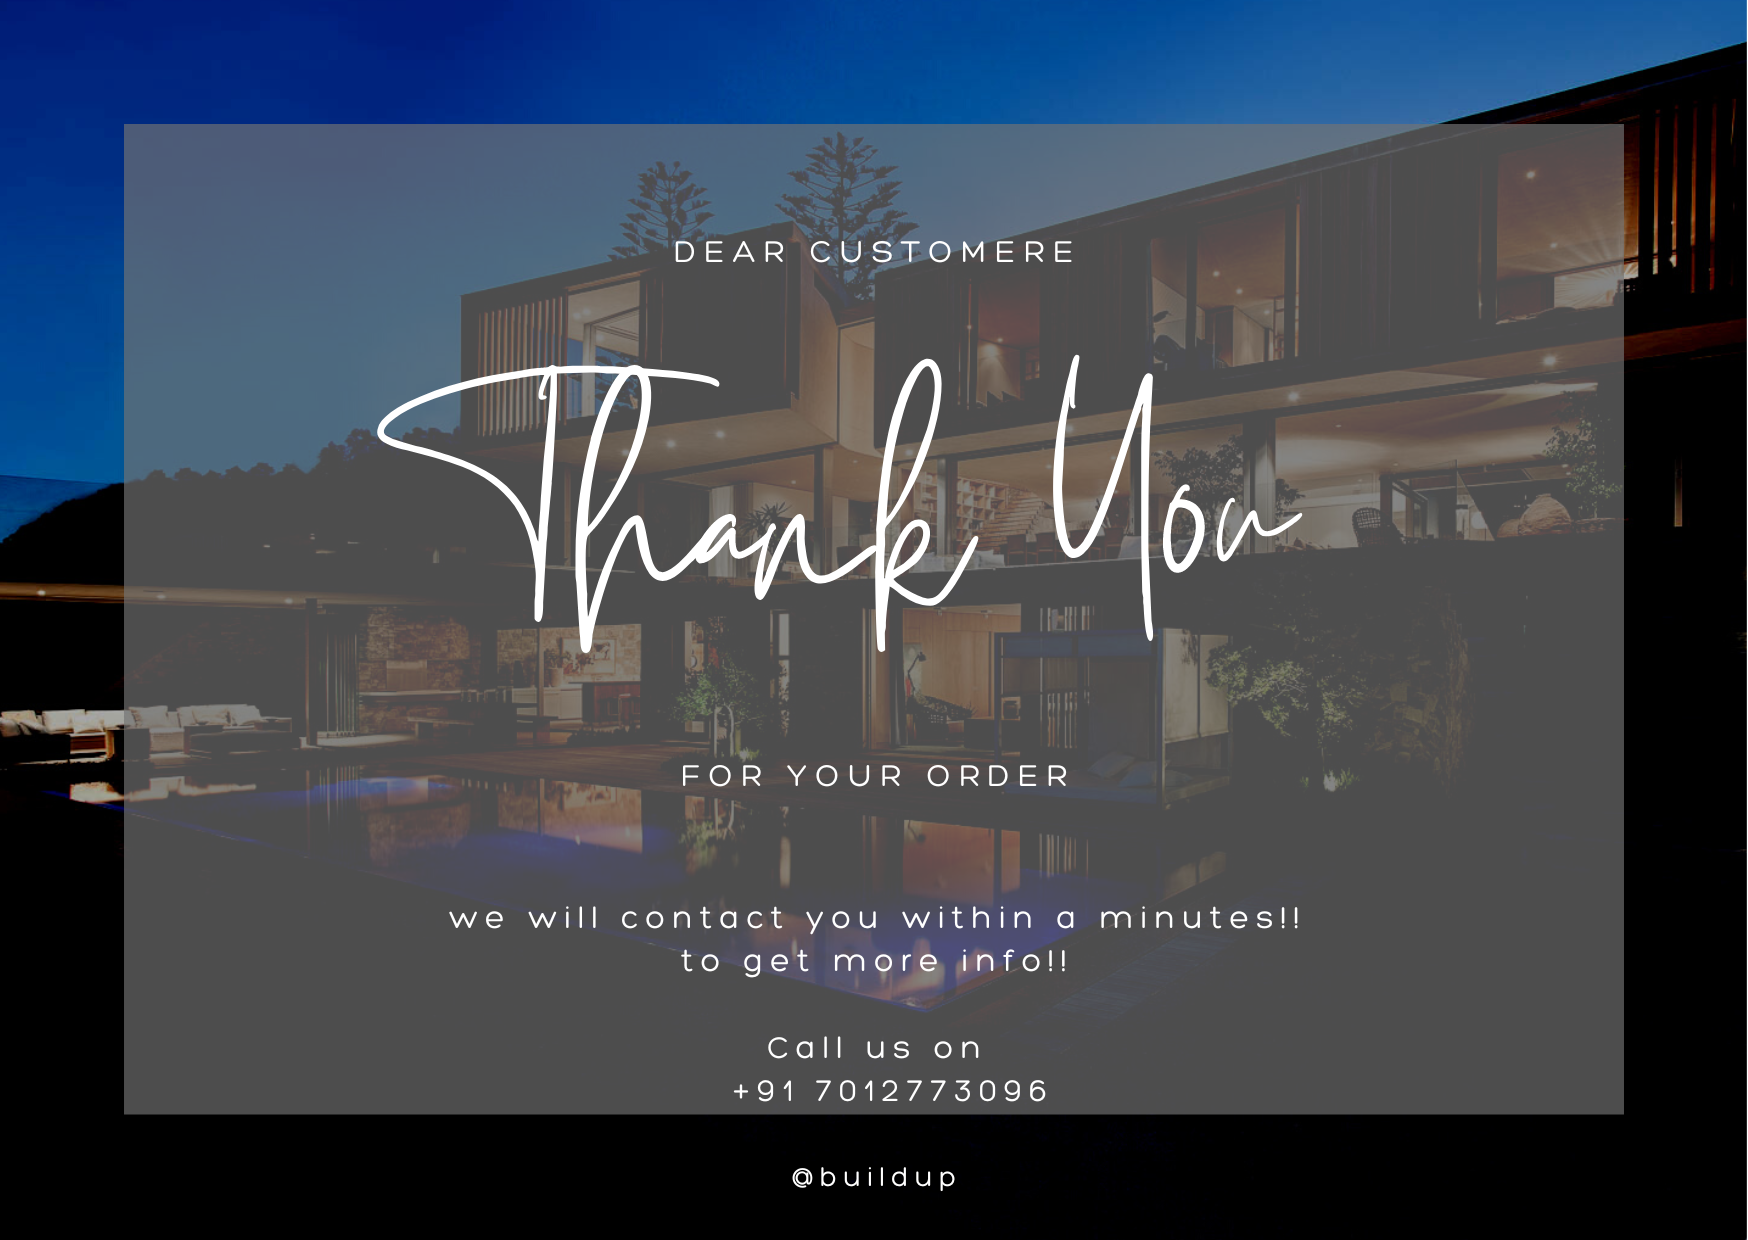 DEAR CUSTOMERE
Thank You
FOR YOUR ORDER
we will contact you within a minutes!!
to get more info!!
Call us on
+91 7012773096
@buildup